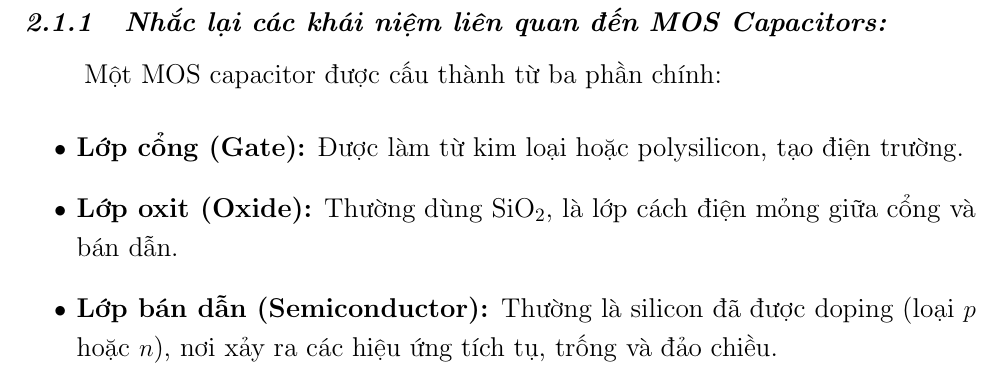 2.1.1 Nhắc lại các khái niệm liên quan đến MOS Capacitors:
Một MOS capacitor được cấu thành từ ba phần chính:
• Lớp cổng (Gate): Được làm từ kim loại hoặc polysilicon, tạo điện trường.
• Lớp oxit (Oxide): Thường dùng SiO₂, là lớp cách điện mỏng giữa cổng và
bán dẫn.
• Lớp bán dẫn (Semiconductor): Thường là silicon đã được doping (loại p
hoặc n), nơi xảy ra các hiệu ứng tích tụ, trống và đảo chiều.